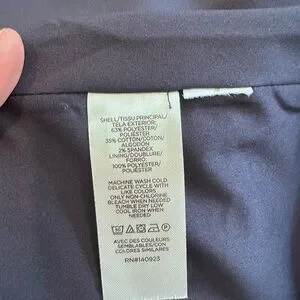 SHELL/TISSU PRINCIPAL/
TELA EXTERIOR:
63% POLYESTER/
POLIÉSTER
35% COTTON/COTON/
ALGODON
2% SPANDEX
LINING/DOUBLURE/
FORRO:
100% POLYESTER/
POLIÉSTER
MACHINE WASH COLD
DELICATE CYCLE WITH
LIKE COLORS
ONLY NON-CHLORINE
BLEACH WHEN NEEDED
TUMBLE DRY LOW
COOL IRON WHEN
NEEDED
AVEC DES COULEURS
SEMBLABLES/CON
COLORES SIMILARES
RN#140923